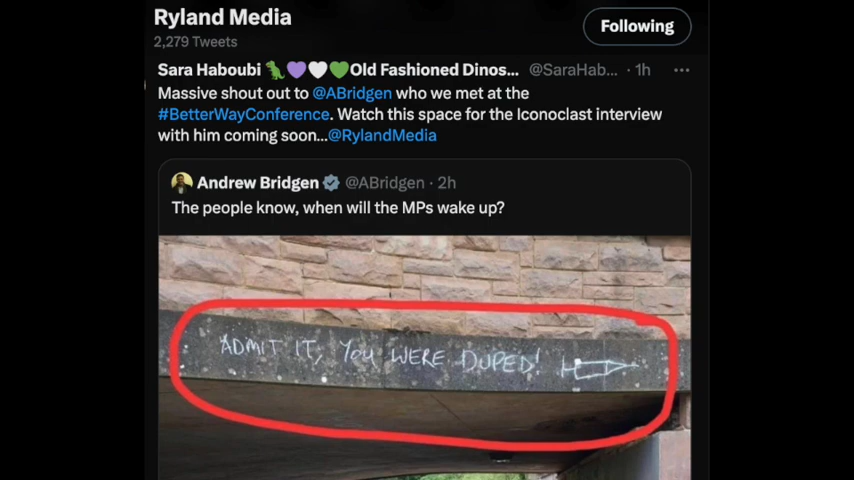 Ryland Media
2,279 Tweets
Following
Sara Haboubi 🦖💜🤍💚Old Fashioned Dinos... @SaraHab... · 1h ...
Massive shout out to @ABridgen who we met at the
#BetterWayConference. Watch this space for the Iconoclast interview
with him coming soon...@RylandMedia
Andrew Bridgen @ABridgen · 2h
The people know, when will the MPs wake up?
ADMIT IT, YOU WERE DUPED!